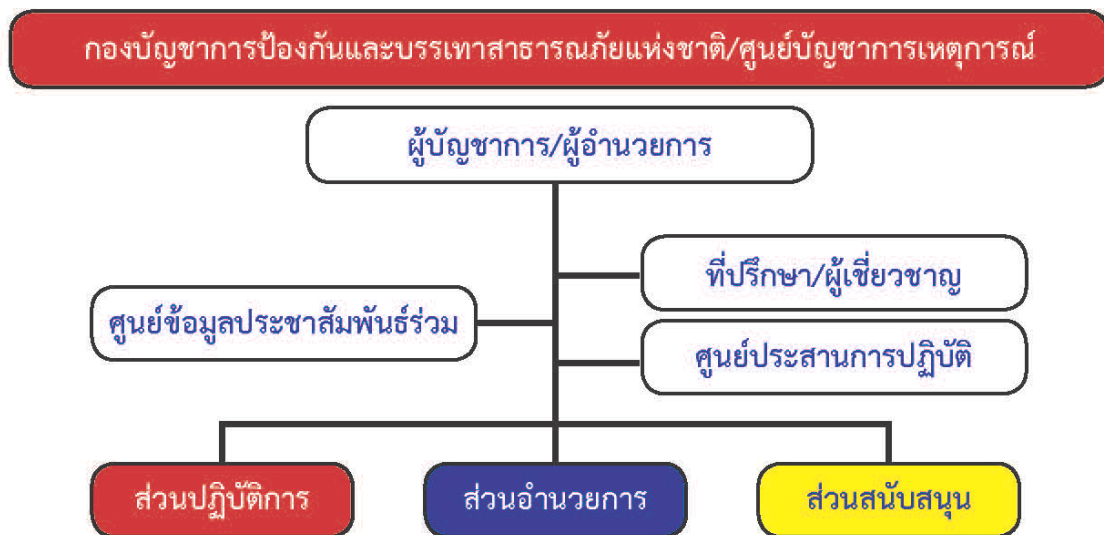 กองบัญชาการป้องกันและบรรเทาสาธารณภัยแห่งชาติ/ศูนย์บัญชาการเหตุการณ์
ผู้บัญชาการ/ผู้อำนวยการ
ที่ปรึกษา/ผู้เชี่ยวชาญ
ศูนย์ข้อมูลประชาสัมพันธ์ร่วม
ศูนย์ประสานการปฏิบัติ
ส่วนปฏิบัติการ
ส่วนอำนวยการ
ส่วนสนับสนุน